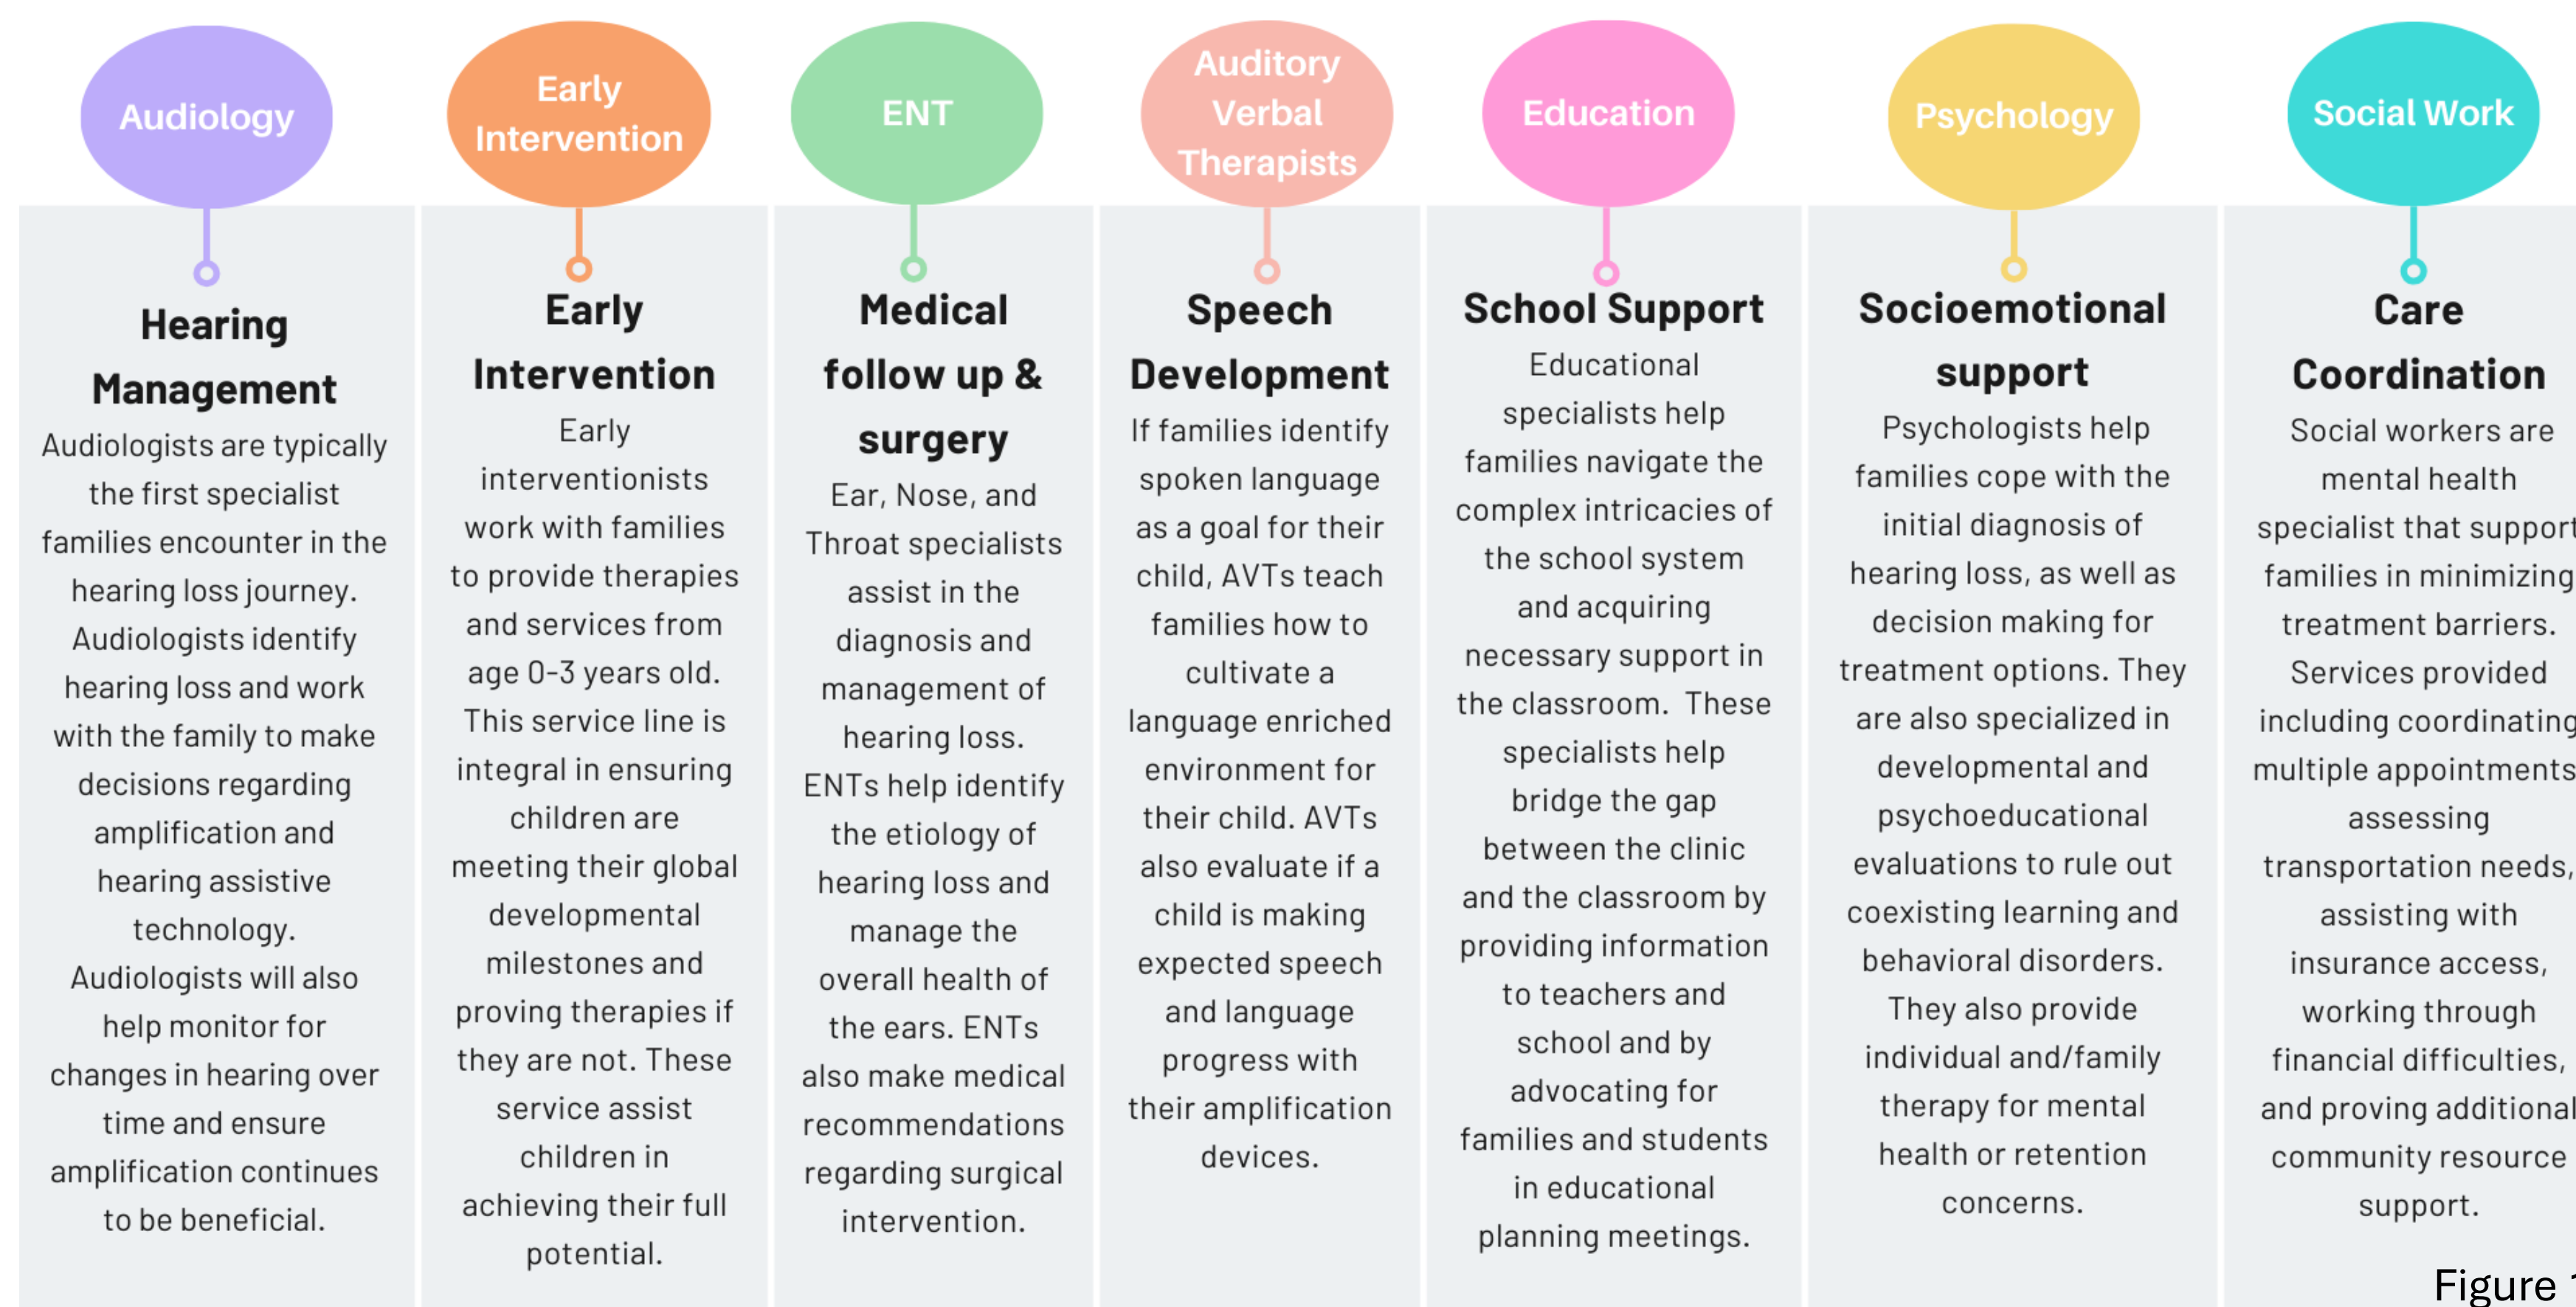 Audiology
Hearing
Management
Audiologists are typically
the first specialist
families encounter in the
hearing loss journey.
Audiologists identify
hearing loss and work
with the family to make
decisions regarding
amplification and
hearing assistive
technology.
Audiologists will also
help monitor for
changes in hearing over
time and ensure
amplification continues
to be beneficial.
Early
Intervention
Early
Intervention
Early
interventionists
work with families
to provide therapies
and services from
age 0-3 years old.
This service line is
integral in ensuring
children are
meeting their global
developmental
milestones and
proving therapies if
they are not. These
service assist
children in
achieving their full
potential.
ENT
Medical
follow up &
surgery
Ear, Nose, and
Throat specialists
assist in the
diagnosis and
management of
hearing loss.
ENTs help identify
the etiology of
hearing loss and
manage the
overall health of
the ears. ENTs
also make medical
recommendations
regarding surgical
intervention.
Auditory
Verbal
Therapists
Speech
Development
If families identify
spoken language
as a goal for their
child, AVTs teach
families how to
cultivate a
language enriched
environment for
their child. AVTs
also evaluate if a
child is making
expected speech
and language
progress with
their amplification
devices.
Education
School Support
Educational
specialists help
families navigate the
complex intricacies of
the school system
and acquiring
necessary support in
the classroom.  These
specialists help
bridge the gap
between the clinic
and the classroom by
providing information
to teachers and
school and by
advocating for
families and students
in educational
planning meetings.
Psychology
Socioemotional
support
Psychologists help
families cope with the
initial diagnosis of
hearing loss, as well as
decision making for
treatment options. They
are also specialized in
developmental and
psychoeducational
evaluations to rule out
coexisting learning and
behavioral disorders.
They also provide
individual and/family
therapy for mental
health or retention
concerns.
Social Work
Care
Coordination
Social workers are
mental health
specialist that support
families in minimizing
treatment barriers.
Services provided
including coordinating
multiple appointments
assessing
transportation needs,
assisting with
insurance access,
working through
financial difficulties,
and proving additional
community resource
support.
Figure 1